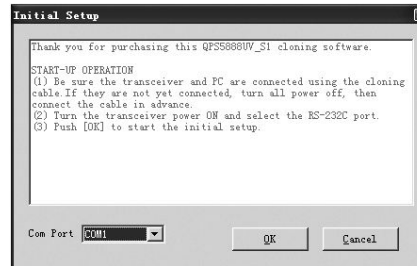 Initial Setup
Thank you for purchasing this QPS5888UV_S1 cloning software.
START-UP OPERATION
(1) Be sure the transceiver and PC are connected using the cloning
cable.If they are not yet connected, turn all power off, then
connect the cable in advance.
(2) Turn the transceiver power ON and select the RS-232C port.
(3) Push [OK] to start the initial setup.
Com Port COM1 OK Cancel